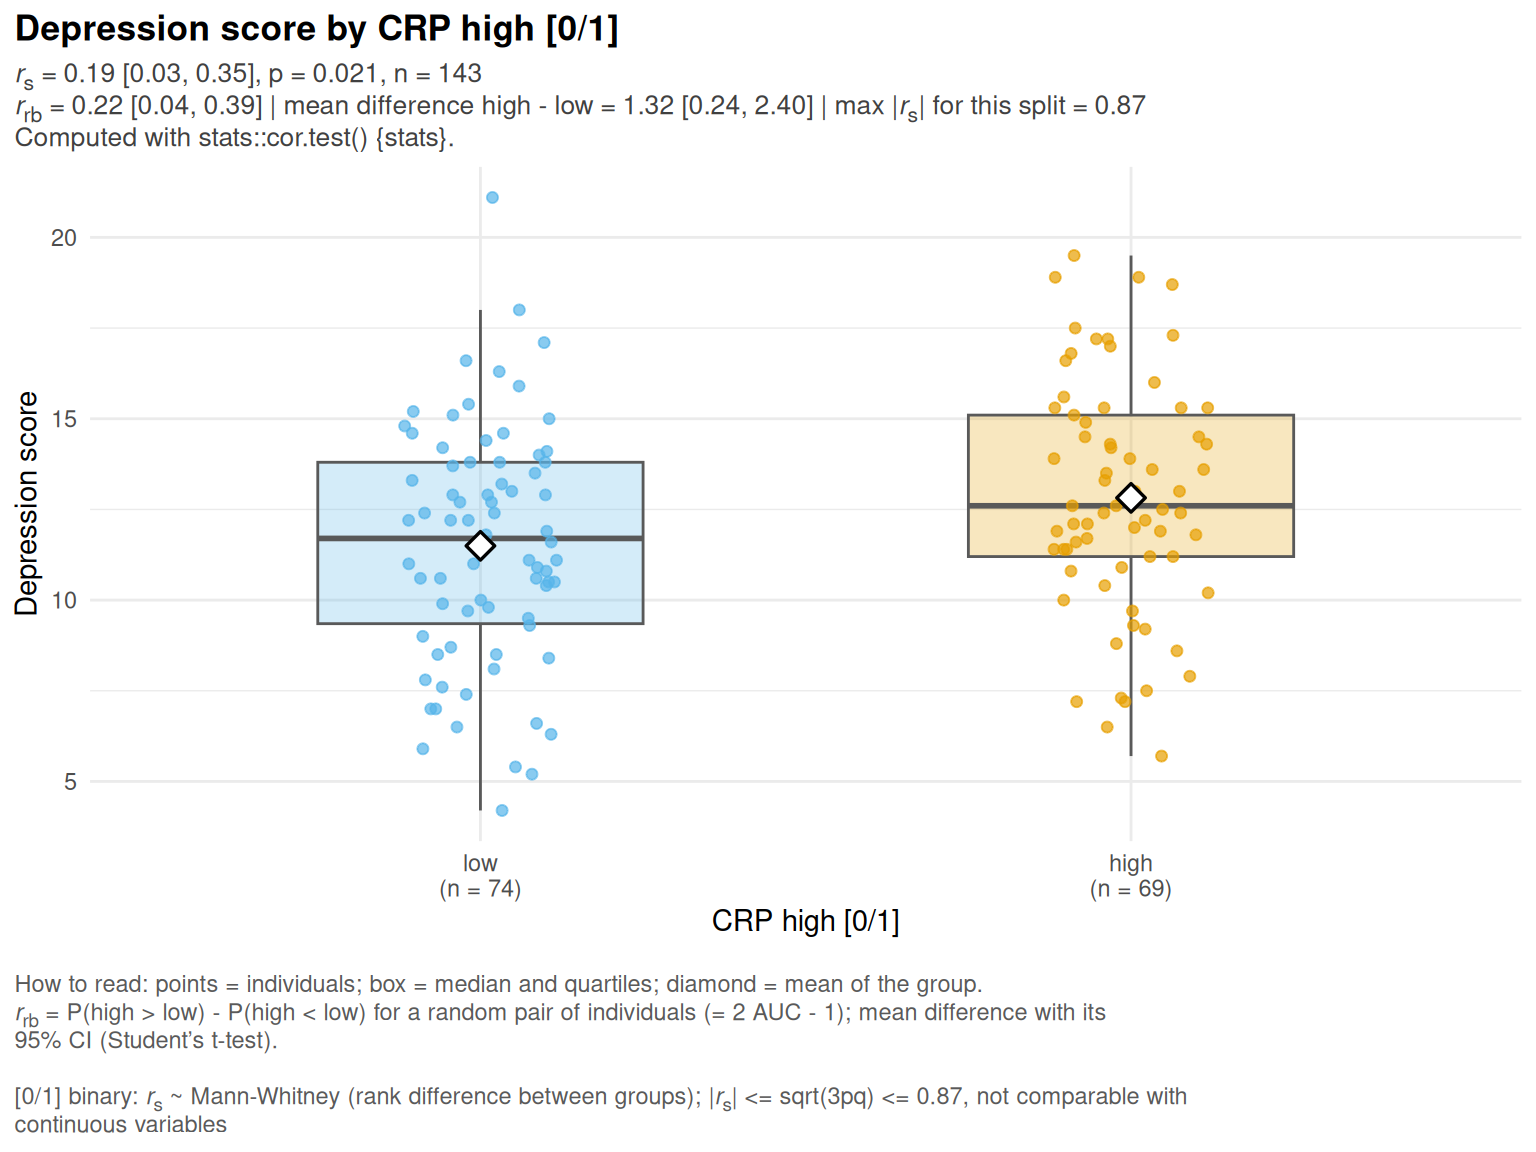 Depression score by CRP high [0/1]
rs = 0.19 [0.03, 0.35], p = 0.021, n = 143
rrb = 0.22 [0.04, 0.39] | mean difference high - low = 1.32 [0.24, 2.40] | max |rs| for this split = 0.87
Computed with stats::cor.test() {stats}.
Depression score
20
15
10
5
low
(n = 74)
high
(n = 69)
CRP high [0/1]
How to read: points = individuals; box = median and quartiles; diamond = mean of the group.
rrb = P(high > low) - P(high < low) for a random pair of individuals (= 2 AUC - 1); mean difference with its
95% CI (Student's t-test).
[0/1] binary: rs ~ Mann-Whitney (rank difference between groups); |rs| <= sqrt(3pq) <= 0.87, not comparable with
continuous variables